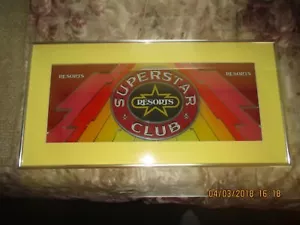 RESORTS
RESORTS
SUPERSTAR
RESORTS
CLUB
04/03/2018 16:18